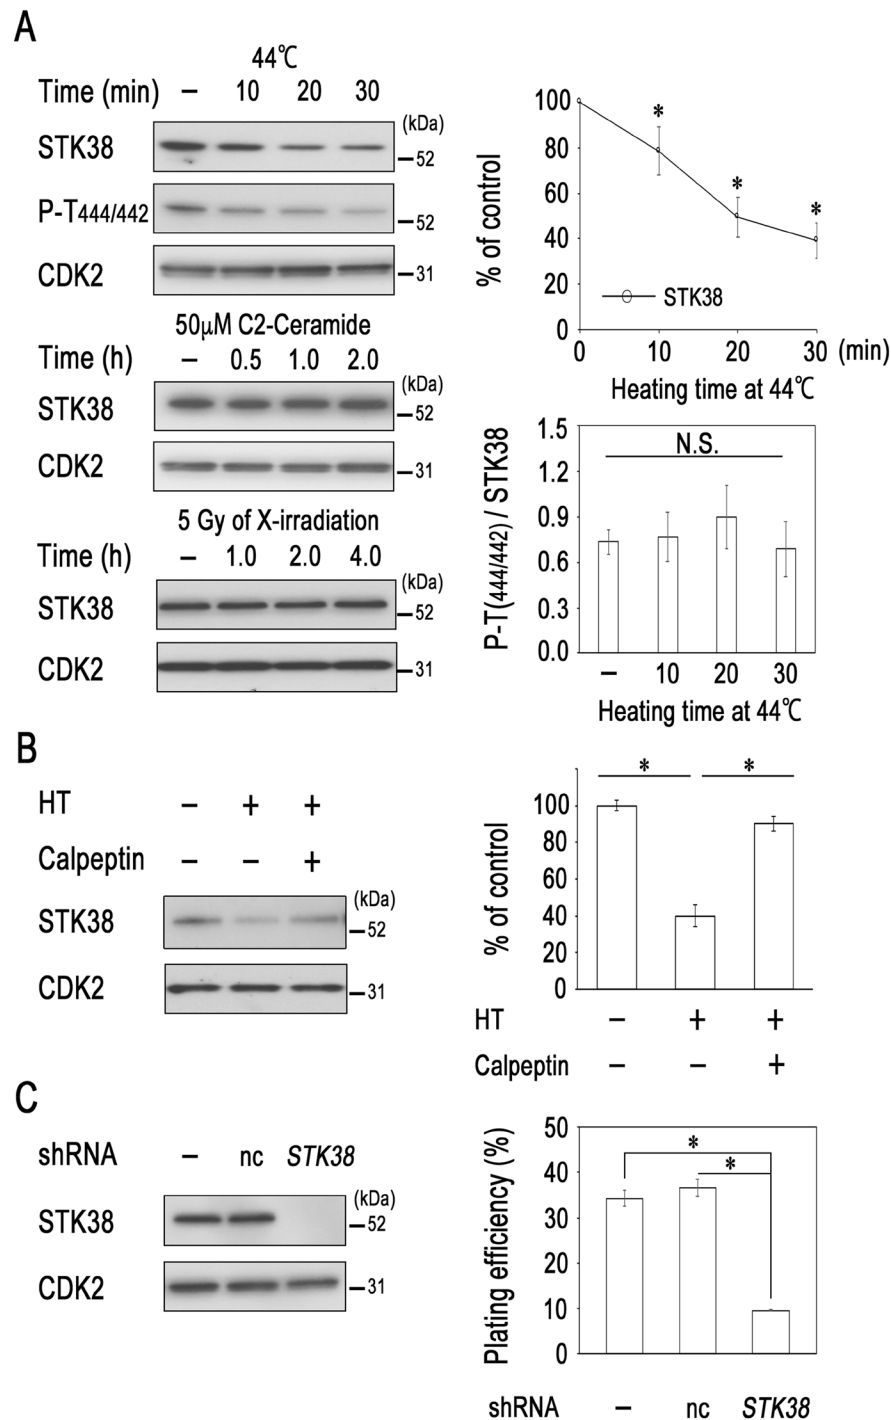 A
44℃
Time (min) – 10 20 30
(kDa)
STK38
52
P-T444/442
52
CDK2
31
50μM C2-Ceramide
Time (h) – 0.5 1.0 2.0
(kDa)
STK38
52
CDK2
31
5 Gy of X-irradiation
Time (h) – 1.0 2.0 4.0
(kDa)
STK38
52
CDK2
31
% of control
100
80
60
40
20
0
* * *
STK38
0 10 20 30 (min)
Heating time at 44℃
P-T(444/442) / STK38
1.5
1.2
0.9
0.6
0.3
0.0
N.S.
– 10 20 30
Heating time at 44℃
B
HT – + +
Calpeptin – – +
(kDa)
STK38
52
CDK2
31
% of control
100
80
60
40
20
0
* *
HT – + +
Calpeptin – – +
C
shRNA – nc STK38
(kDa)
STK38
52
CDK2
31
Plating efficiency (%)
50
40
30
20
10
0
*
*
shRNA – nc STK38